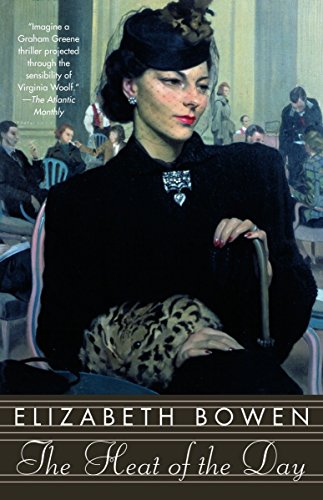 "Imagine a
Graham Greene
thriller projected
through the
sensibility of
Virginia Woolf."
—The Atlantic
Monthly
ELIZABETH BOWEN
The Heat of the Day